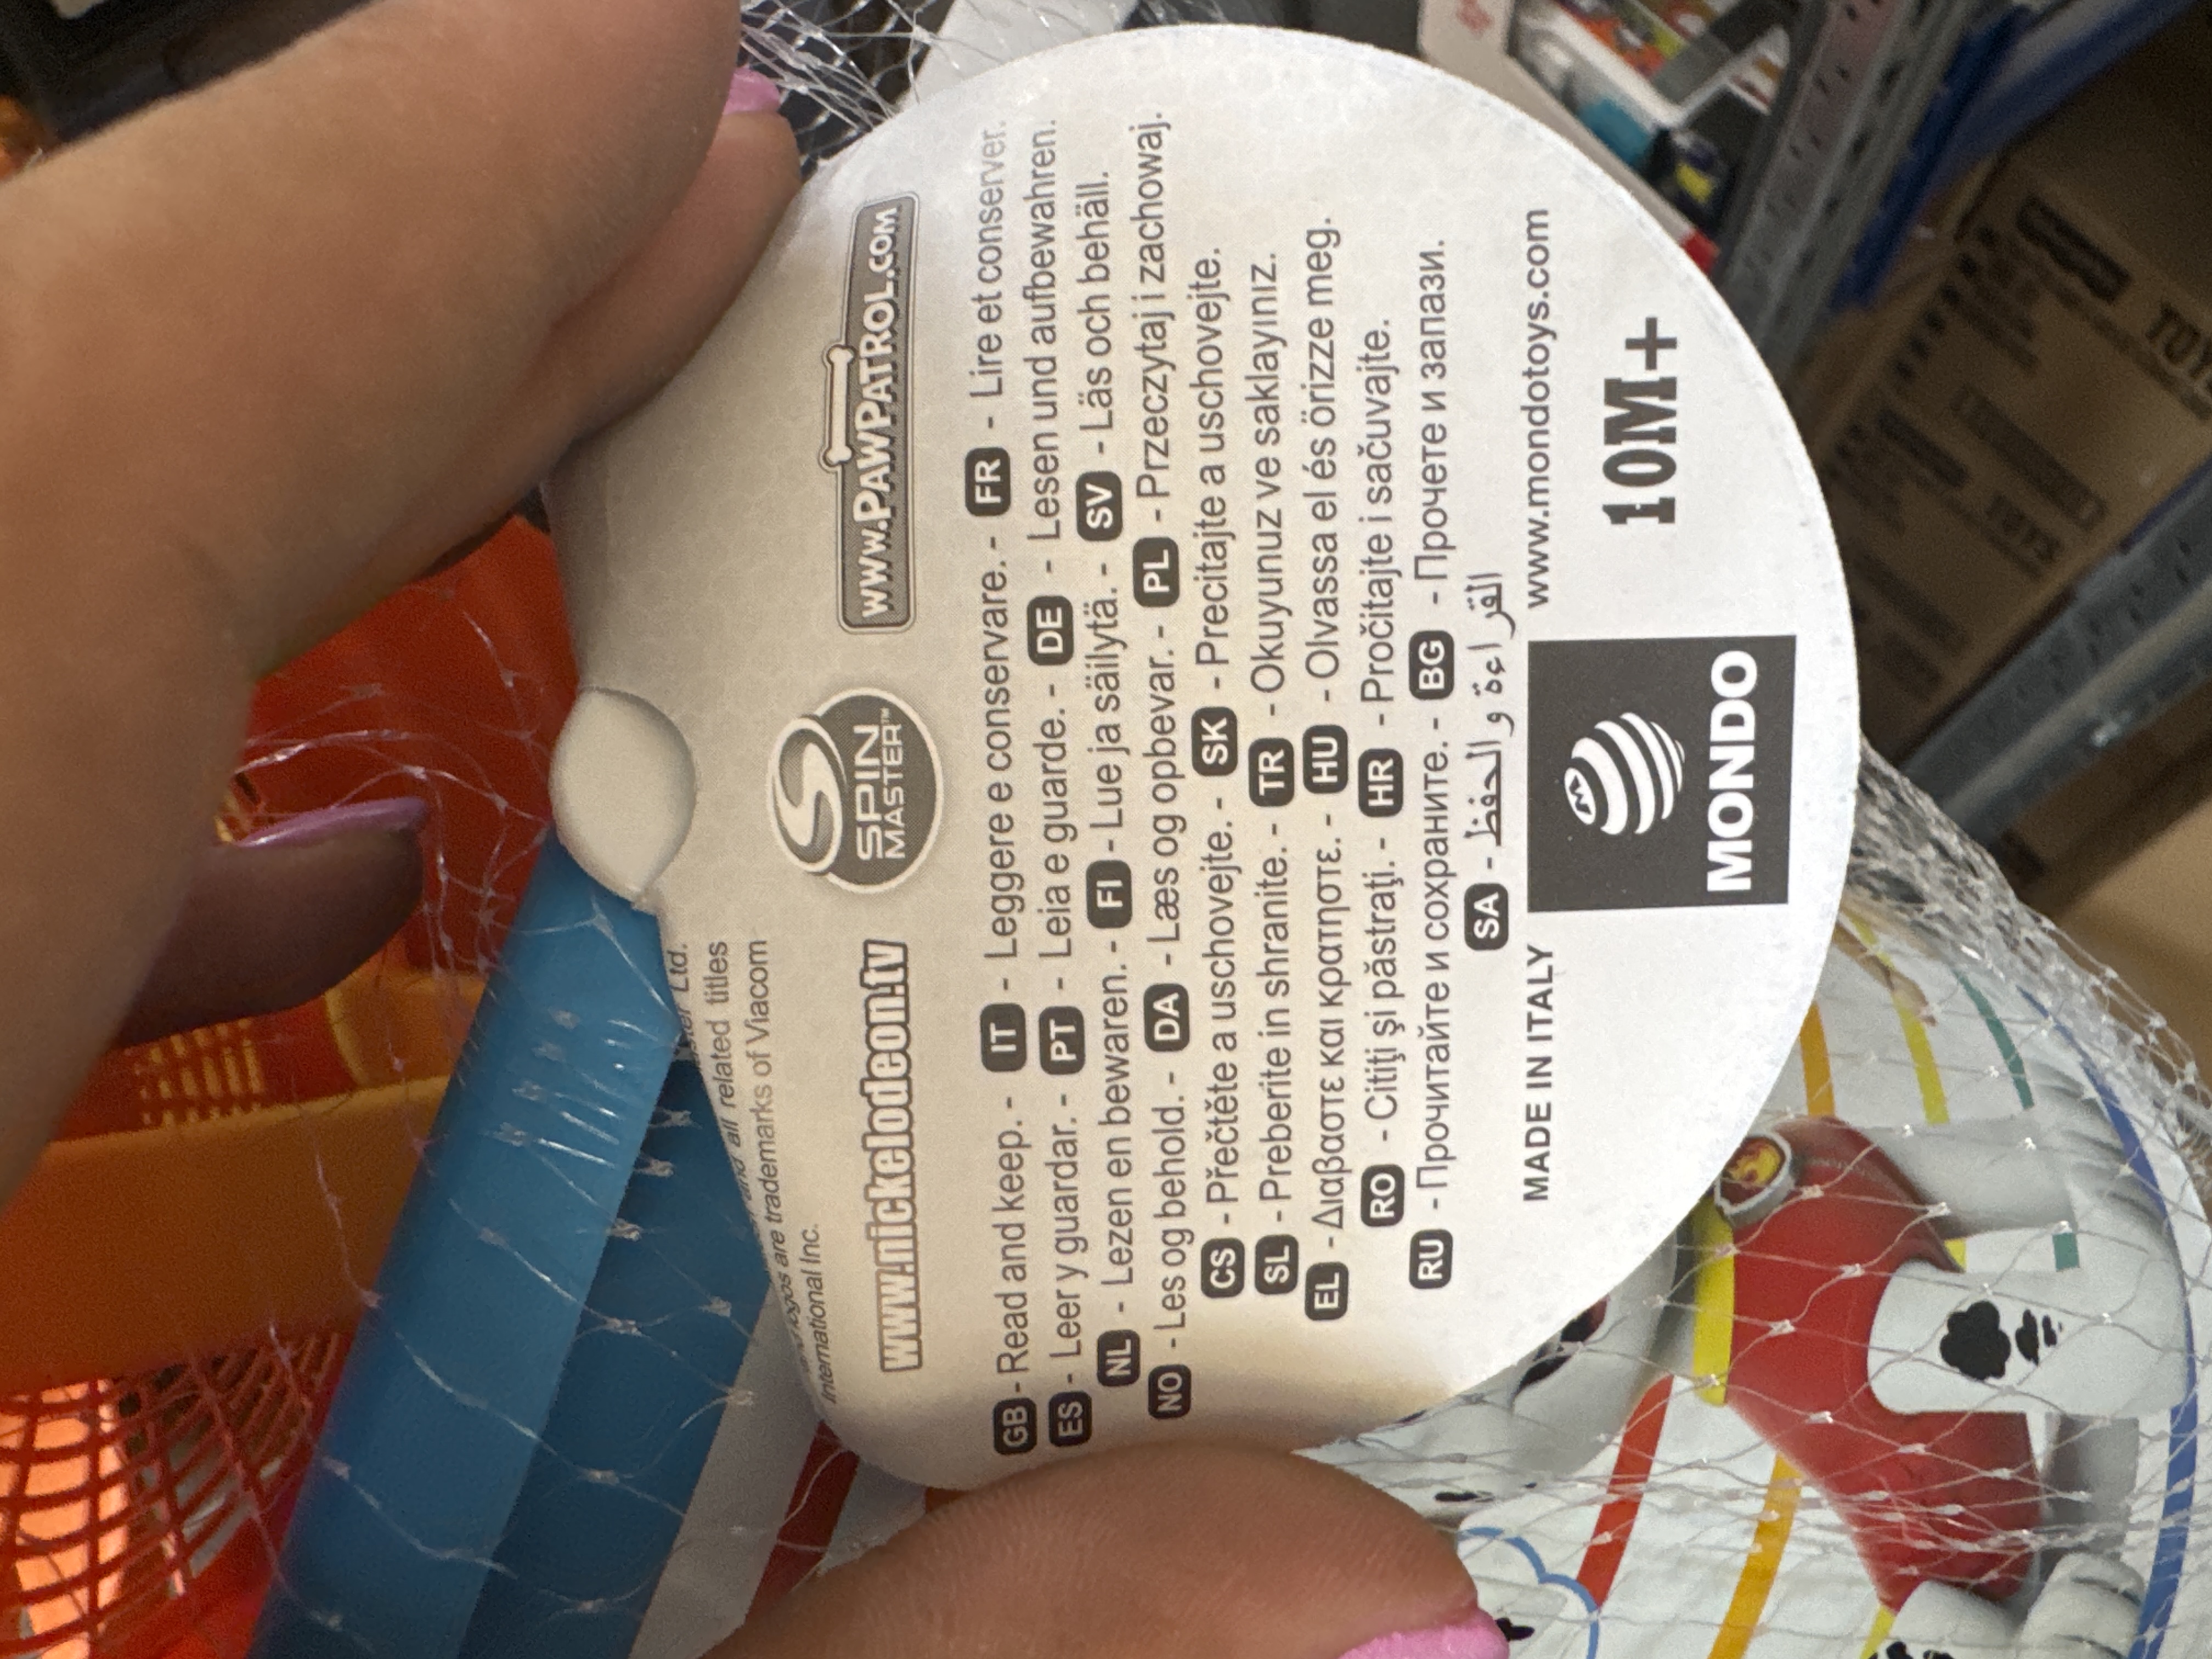 Ltd.
and all related titles
logos are trademarks of Viacom
International Inc.
www.nickelodeon.tv
SPIN
MASTER™
www.PAWPATROL.COM
GB - Read and keep. - IT - Leggere e conservare. - FR - Lire et conserver.
ES - Leer y guardar. - PT - Leia e guarde. - DE - Lesen und aufbewahren.
NL - Lezen en bewaren. - FI - Lue ja säilytä. - SV - Läs och behäll.
NO - Les og behold. - DA - Læs og opbevar. - PL - Przeczytaj i zachowaj.
CS - Přečtěte a uschovejte. - SK - Precitajte a uschovejte.
SL - Preberite in shranite. - TR - Okuyunuz ve saklayınız.
EL - Διαβαστε και κρατηστε. - HU - Olvassa el és örizze meg.
RO - Citiţi şi păstraţi. - HR - Pročitajte i sačuvajte.
RU - Прочитайте и сохраните. - BG - Прочете и запази.
SA - القراءة والحفظ
MADE IN ITALY
MONDO
www.mondotoys.com
10M+
TOYS